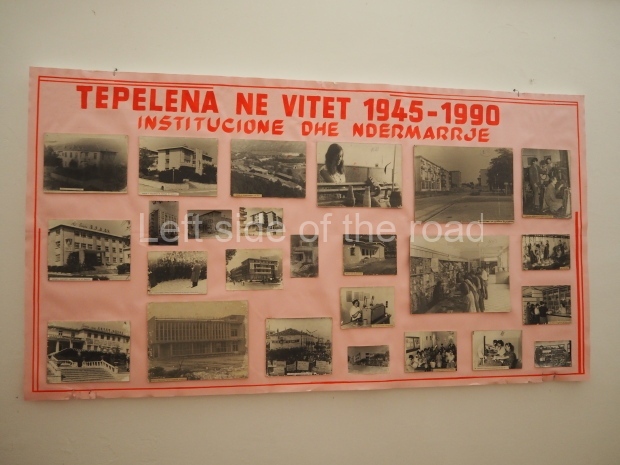 TEPELENA NE VITET 1945-1990
INSTITUCIONE DHE NDERMARRJE
Left side of the road